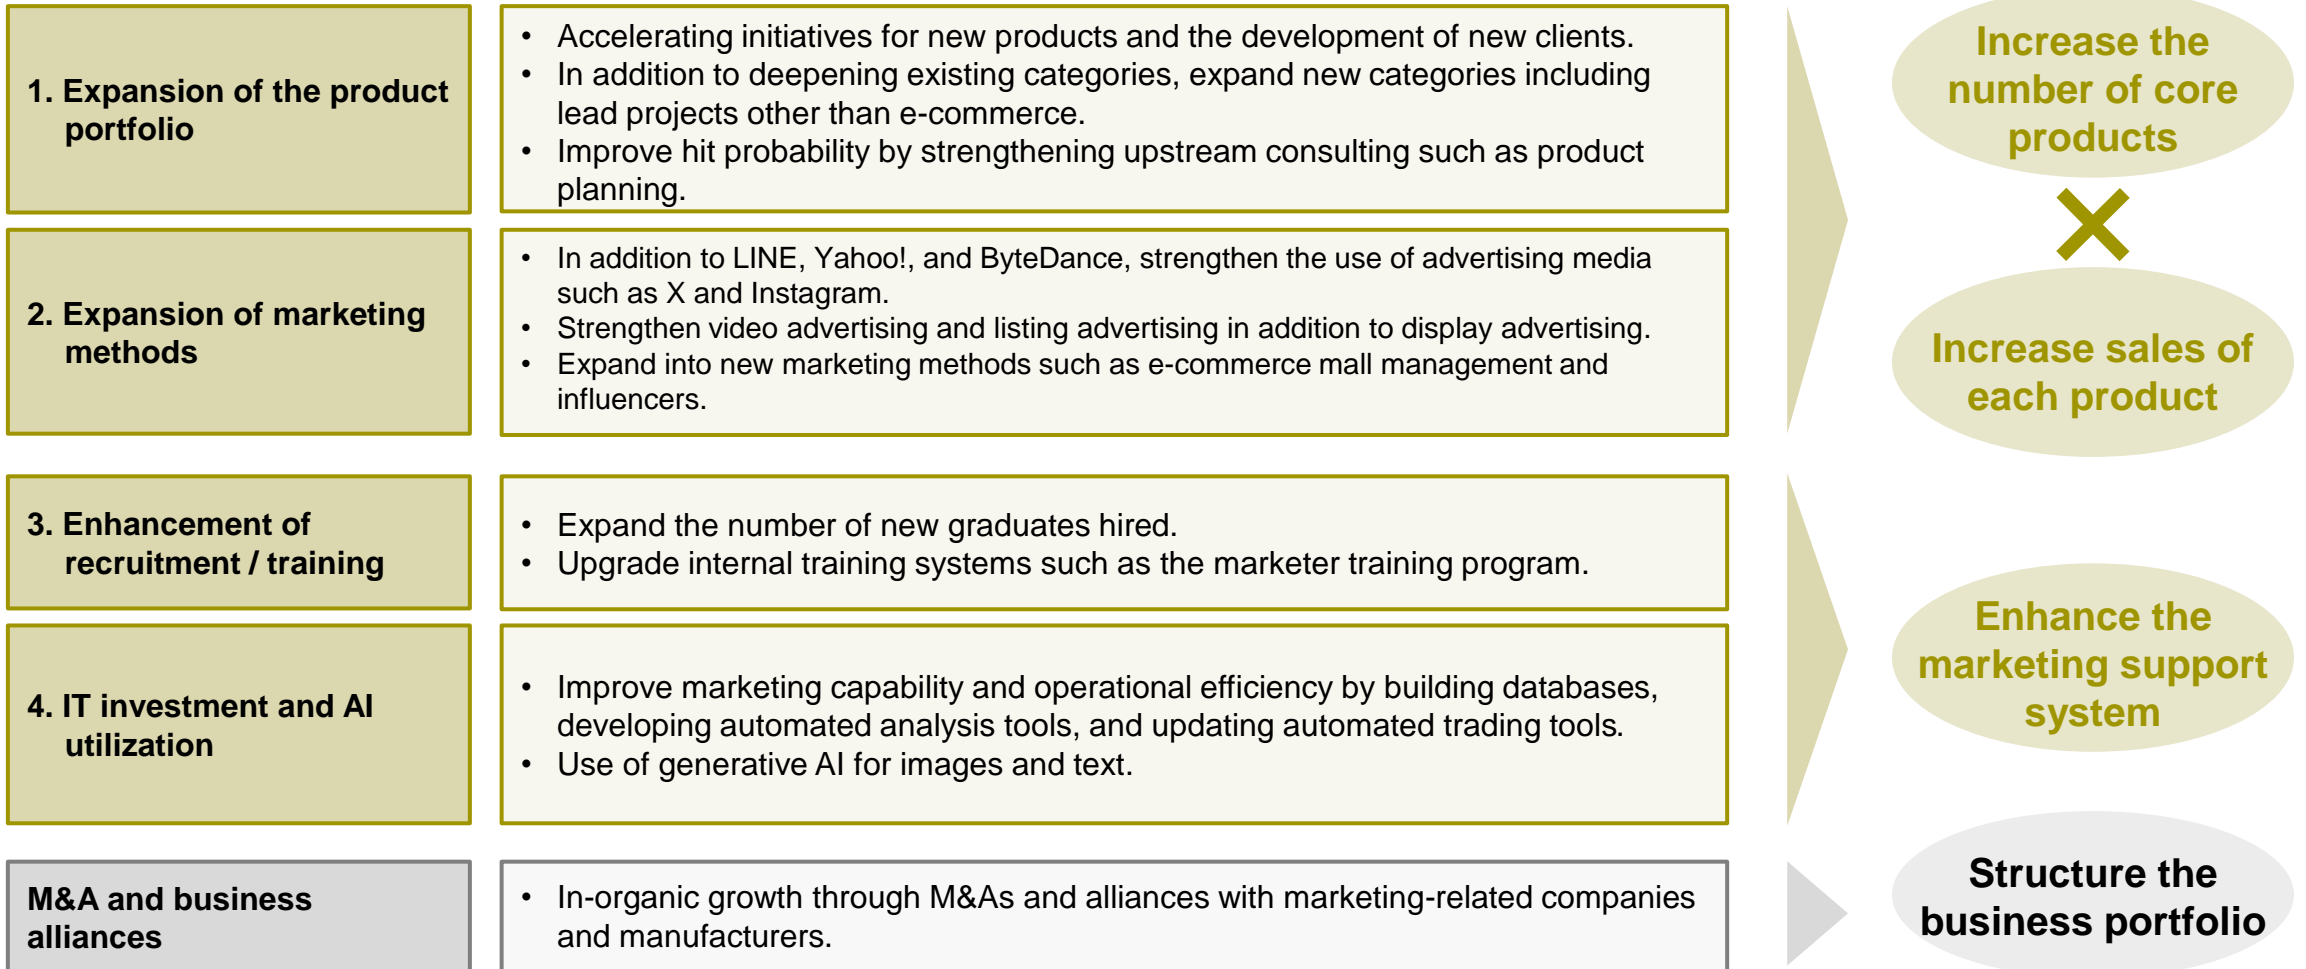 1. Expansion of the product
portfolio
• Accelerating initiatives for new products and the development of new clients.
• In addition to deepening existing categories, expand new categories including
lead projects other than e-commerce.
• Improve hit probability by strengthening upstream consulting such as product
planning.
Increase the
number of core
products
2. Expansion of marketing
methods
• In addition to LINE, Yahoo!, and ByteDance, strengthen the use of advertising media
such as X and Instagram.
• Strengthen video advertising and listing advertising in addition to display advertising.
• Expand into new marketing methods such as e-commerce mall management and
influencers.
Increase sales of
each product
3. Enhancement of
recruitment / training
• Expand the number of new graduates hired.
• Upgrade internal training systems such as the marketer training program.
4. IT investment and AI
utilization
• Improve marketing capability and operational efficiency by building databases,
developing automated analysis tools, and updating automated trading tools.
• Use of generative AI for images and text.
Enhance the
marketing support
system
M&A and business
alliances
• In-organic growth through M&As and alliances with marketing-related companies
and manufacturers.
Structure the
business portfolio